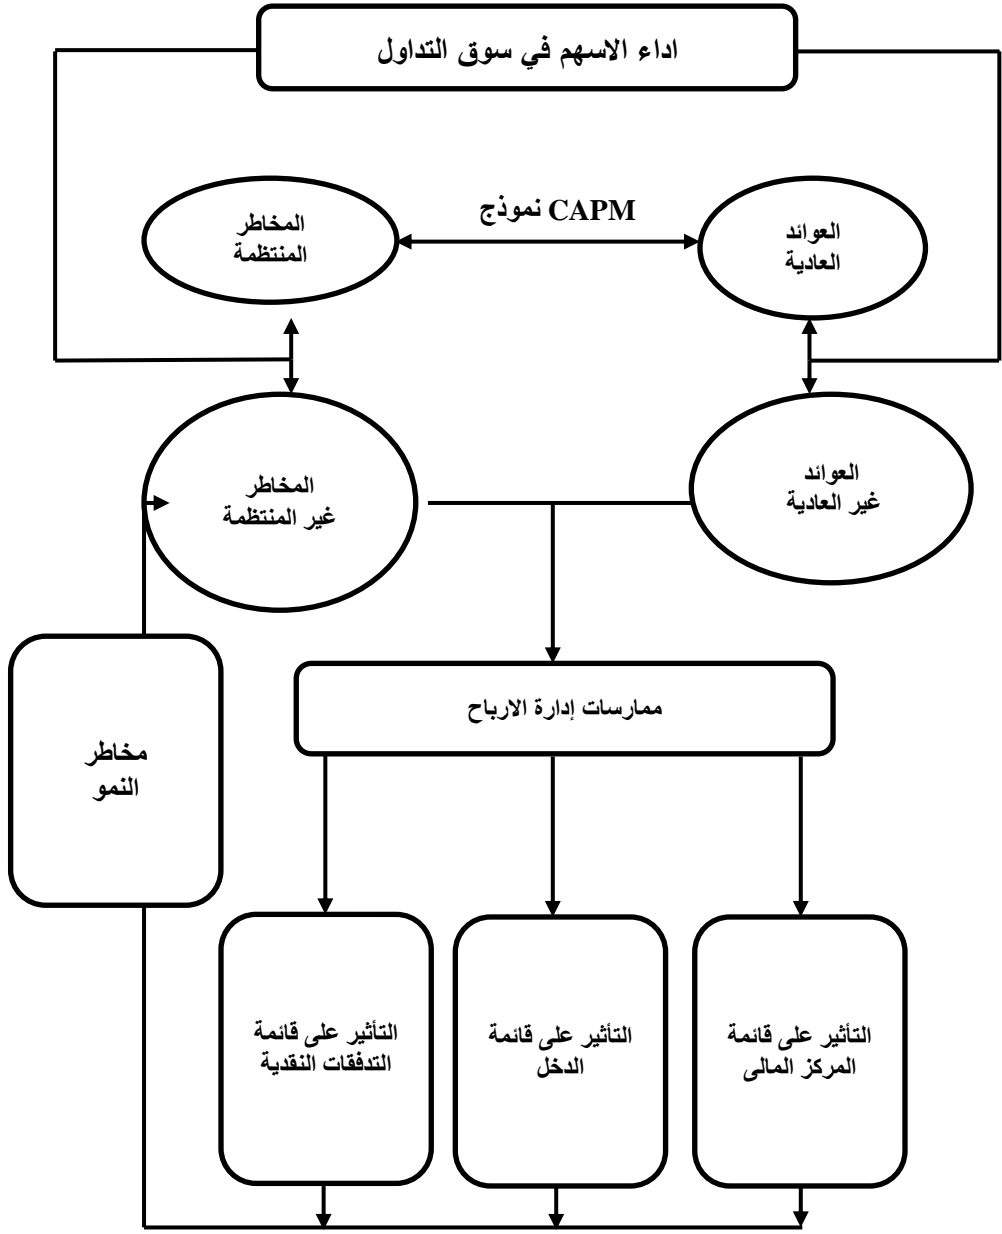 اداء الاسهم في سوق التداول
نموذج CAPM
العوائد
العادية
المخاطر
المنتظمة
العوائد
غير العادية
المخاطر
غير المنتظمة
ممارسات إدارة الارباح
مخاطر
النمو
التأثير على قائمة
المركز المالى
التأثير على قائمة
الدخل
التأثير على قائمة
التدفقات النقدية